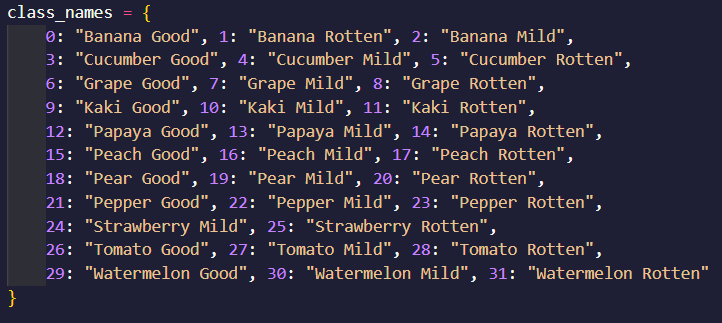 class_names = {
0: "Banana Good", 1: "Banana Rotten", 2: "Banana Mild",
3: "Cucumber Good", 4: "Cucumber Mild", 5: "Cucumber Rotten",
6: "Grape Good", 7: "Grape Mild", 8: "Grape Rotten",
9: "Kaki Good", 10: "Kaki Mild", 11: "Kaki Rotten",
12: "Papaya Good", 13: "Papaya Mild", 14: "Papaya Rotten",
15: "Peach Good", 16: "Peach Mild", 17: "Peach Rotten",
18: "Pear Good", 19: "Pear Mild", 20: "Pear Rotten",
21: "Pepper Good", 22: "Pepper Mild", 23: "Pepper Rotten",
24: "Strawberry Mild", 25: "Strawberry Rotten",
26: "Tomato Good", 27: "Tomato Mild", 28: "Tomato Rotten",
29: "Watermelon Good", 30: "Watermelon Mild", 31: "Watermelon Rotten"
}